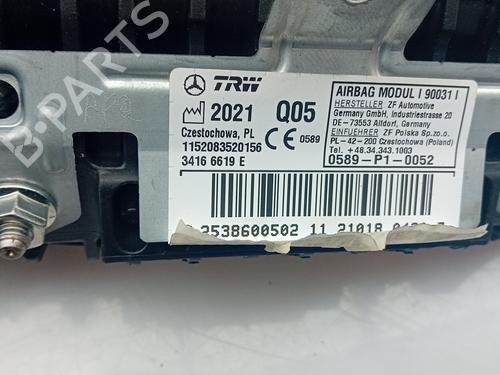 TRW
2021 Q05
Czestochowa, PL
0589
1152083520156
3416 6619 E
AIRBAG MODUL I 90031 I
HERSTELLER ZF Automotive
Germany GmbH, Industriestrasse 20
DE-73553 Alfdorf, Germany
EINFUEHRER ZF Polska Sp.zo.o.
PL-42-200 Czestochowa (Poland)
Tel. +48.34.343.1003
0589-P1-0052
2538600502 11 21018
B-PARTS